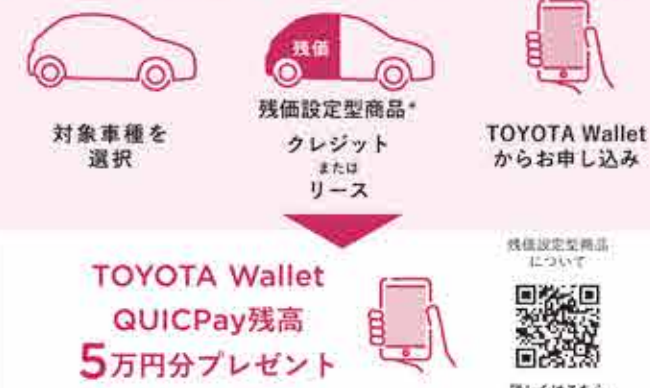 対象車種を
選択
残価
残価設定型商品*
クレジット
または
リース
TOYOTA Wallet
からお申し込み
TOYOTA Wallet
QUICPay残高
5万円分プレゼント
残価設定型商品
について